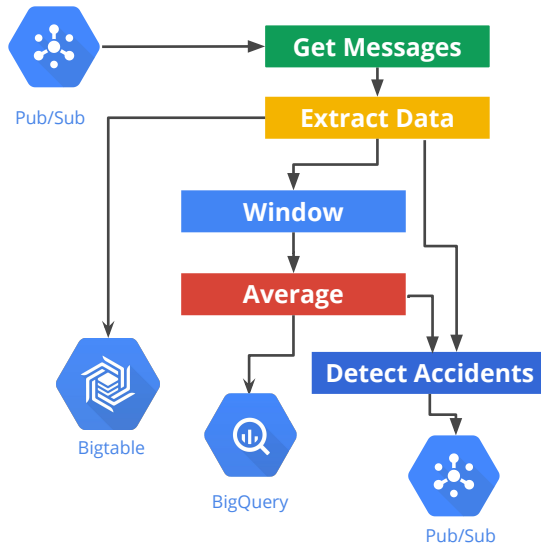 Get Messages
Pub/Sub
Extract Data
Window
Average
Detect Accidents
Bigtable
BigQuery
Pub/Sub